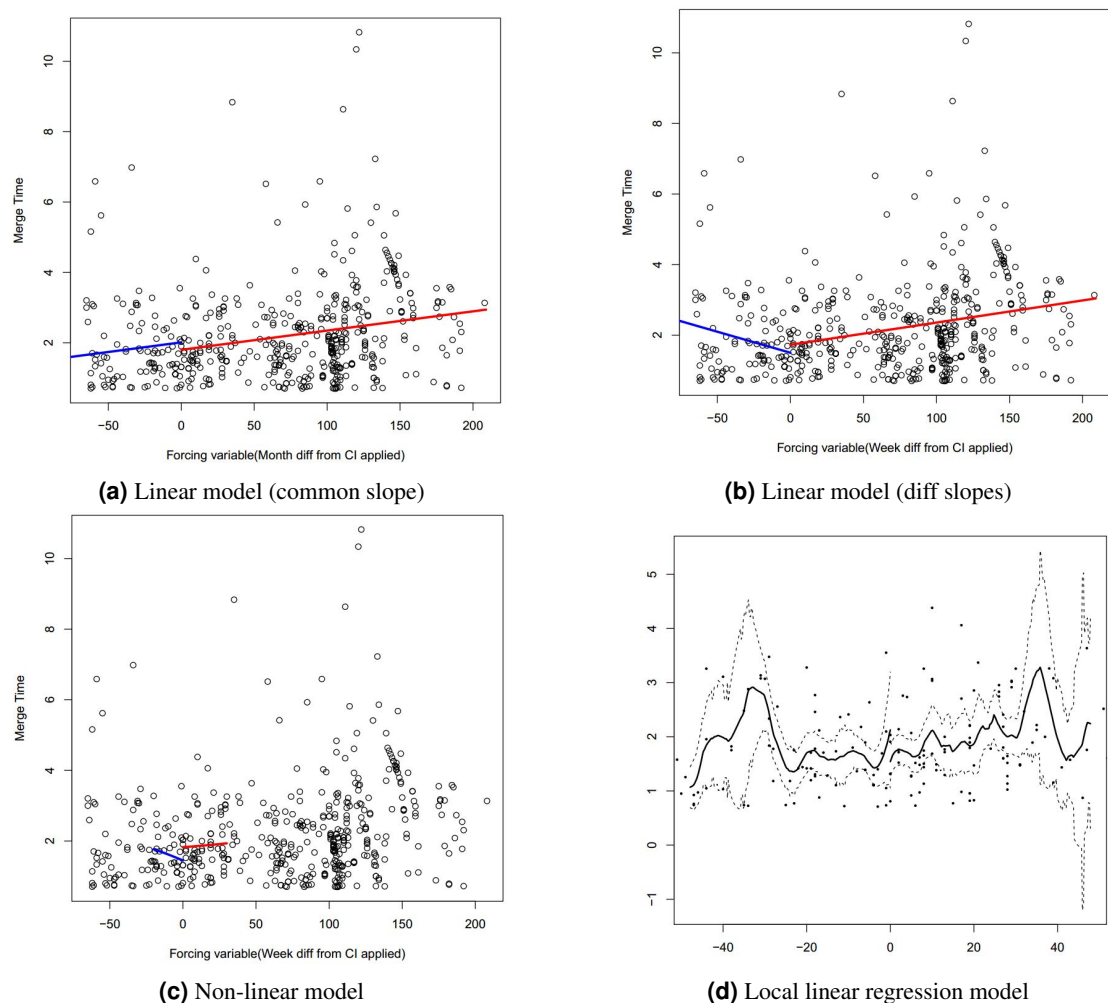 Merge Time
10
8
6
4
2
−50 0 50 100 150 200
Forcing variable(Month diff from CI applied)
(a) Linear model (common slope)
Merge Time
10
8
6
4
2
−50 0 50 100 150 200
Forcing variable(Week diff from CI applied)
(b) Linear model (diff slopes)
Merge Time
10
8
6
4
2
−50 0 50 100 150 200
Forcing variable(Week diff from CI applied)
(c) Non-linear model
5
4
3
2
1
0
−1
−40 −20 0 20 40
(d) Local linear regression model